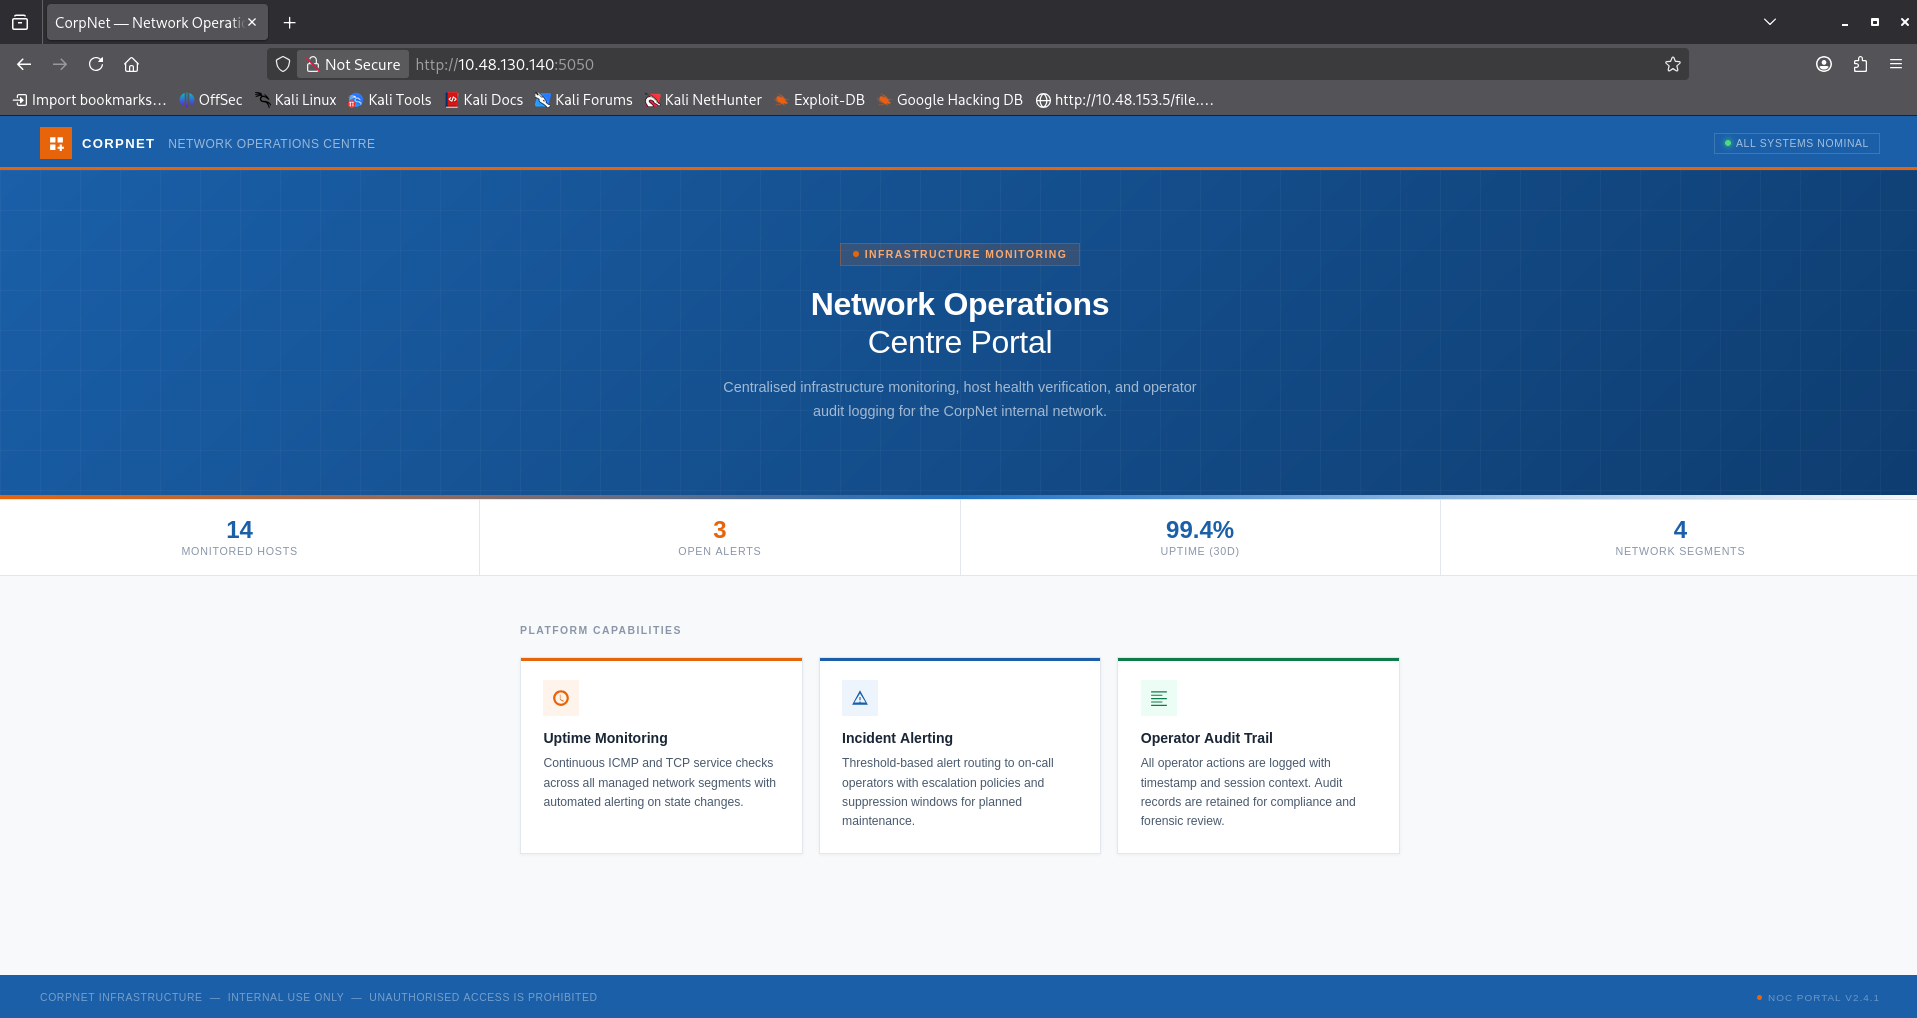 CorpNet — Network Operati
Not Secure http://10.48.130.140:5050
Import bookmarks... OffSec Kali Linux Kali Tools Kali Docs Kali Forums Kali NetHunter Exploit-DB Google Hacking DB http://10.48.153.5/file....
CORPNET NETWORK OPERATIONS CENTRE ALL SYSTEMS NOMINAL
INFRASTRUCTURE MONITORING
Network Operations
Centre Portal
Centralised infrastructure monitoring, host health verification, and operator
audit logging for the CorpNet internal network.
14 3 99.4% 4
MONITORED HOSTS OPEN ALERTS UPTIME (30D) NETWORK SEGMENTS
PLATFORM CAPABILITIES
Uptime Monitoring
Continuous ICMP and TCP service checks
across all managed network segments with
automated alerting on state changes.
Incident Alerting
Threshold-based alert routing to on-call
operators with escalation policies and
suppression windows for planned
maintenance.
Operator Audit Trail
All operator actions are logged with
timestamp and session context. Audit
records are retained for compliance and
forensic review.
CORPNET INFRASTRUCTURE — INTERNAL USE ONLY — UNAUTHORISED ACCESS IS PROHIBITED NOC PORTAL V2.4.1